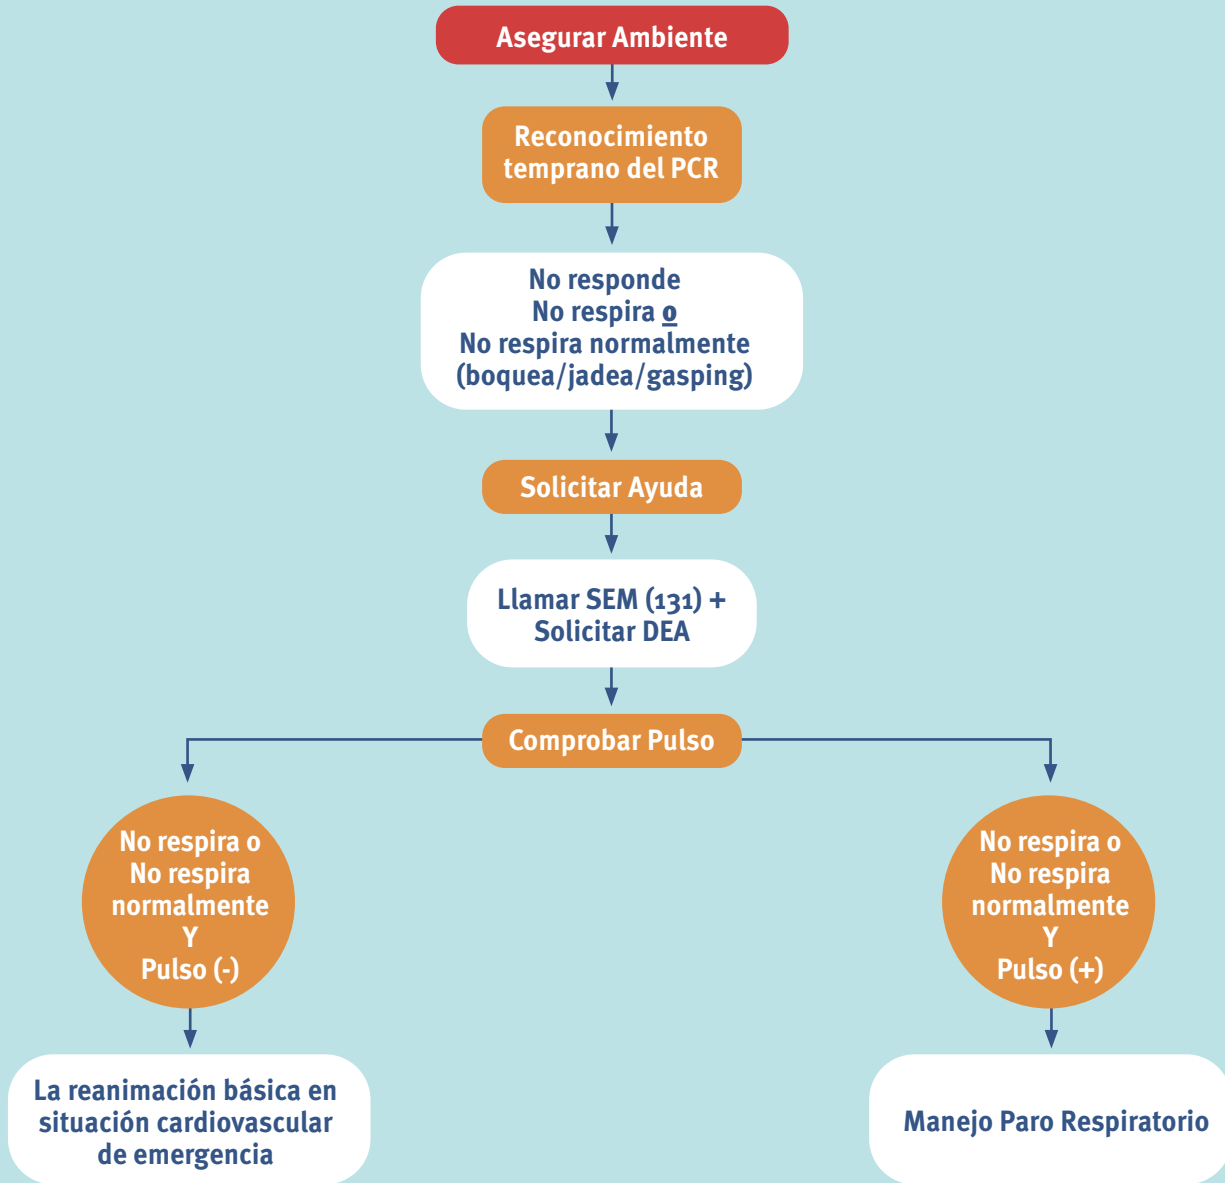 Asegurar Ambiente
Reconocimiento
temprano del PCR
No responde
No respira o
No respira normalmente
(boquea/jadea/gasping)
Solicitar Ayuda
Llamar SEM (131) +
Solicitar DEA
Comprobar Pulso
No respira o
No respira
normalmente
Y
Pulso (-)
No respira o
No respira
normalmente
Y
Pulso (+)
La reanimación básica en
situación cardiovascular
de emergencia
Manejo Paro Respiratorio